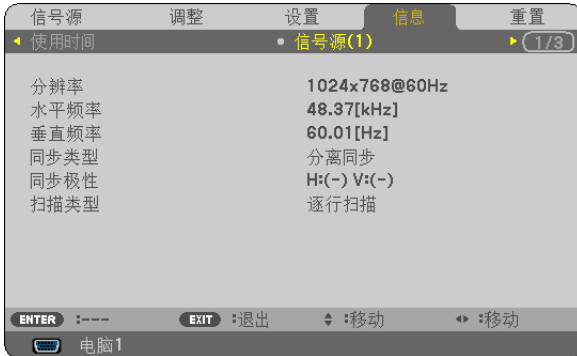 信号源 调整 设置 信息 重置
使用时间 信号源(1) 1/3
分辨率 1024x768@60Hz
水平频率 48.37[kHz]
垂直频率 60.01[Hz]
同步类型 分离同步
同步极性 H:(-) V:(-)
扫描类型 逐行扫描
ENTER :--- EXIT :退出 :移动 :移动
电脑1